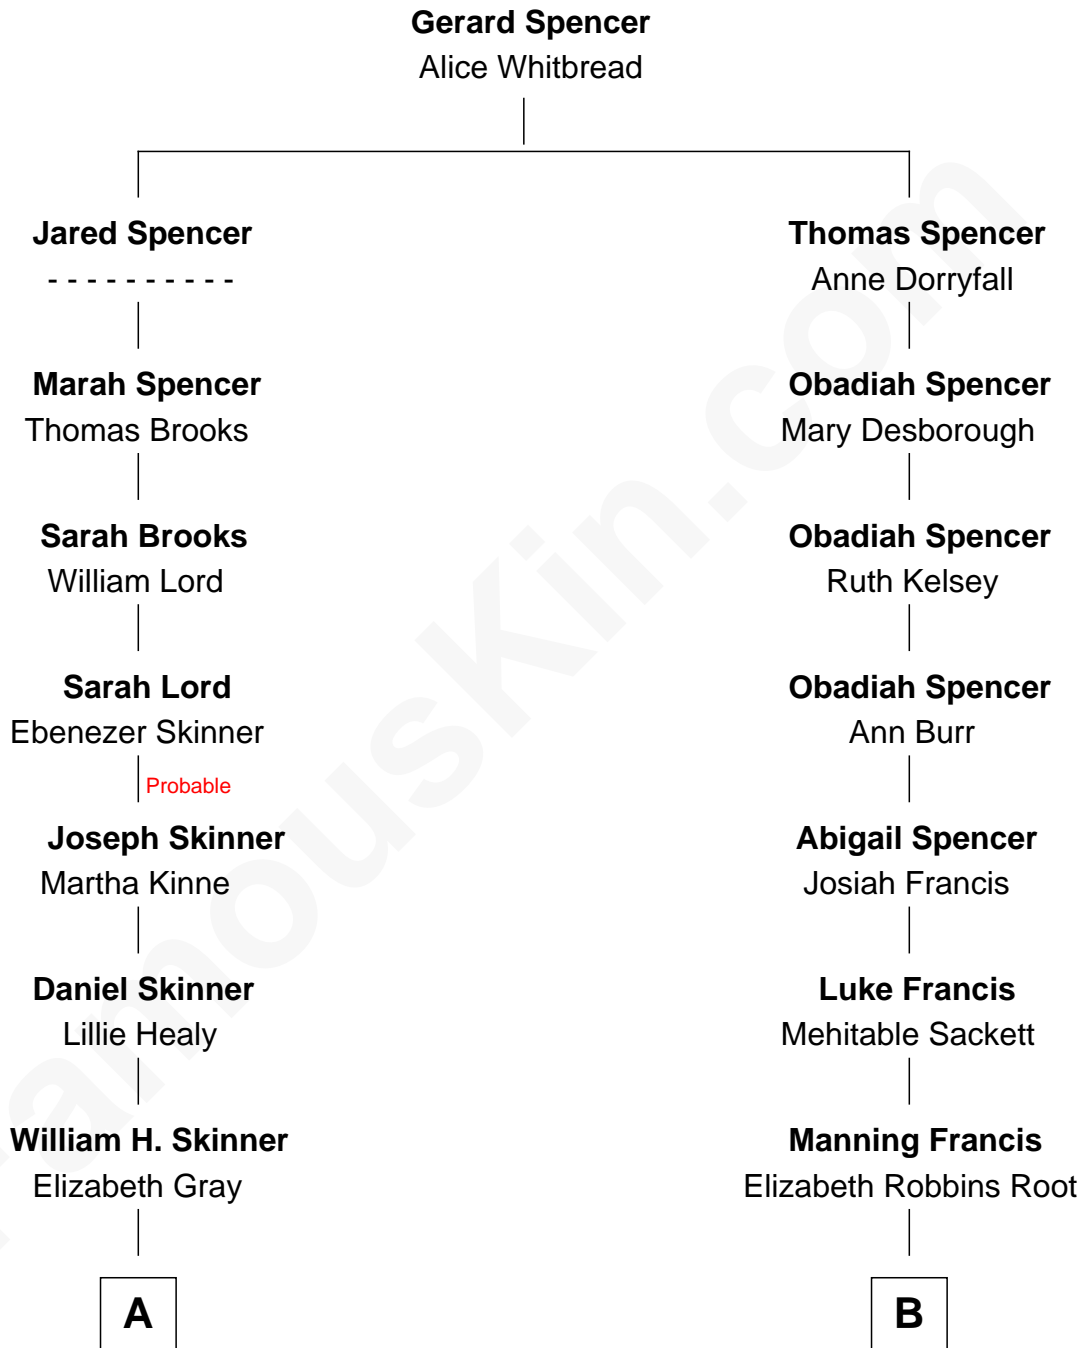 Gerard Spencer
Alice Whitbread
Jared Spencer
- - - - - - - - - -
Thomas Spencer
Anne Dorryfall
Marah Spencer
Thomas Brooks
Obadiah Spencer
Mary Desborough
Sarah Brooks
William Lord
Obadiah Spencer
Ruth Kelsey
Sarah Lord
Ebenezer Skinner
Obadiah Spencer
Ann Burr
Probable
Joseph Skinner
Martha Kinne
Abigail Spencer
Josiah Francis
Daniel Skinner
Lillie Healy
Luke Francis
Mehitable Sackett
William H. Skinner
Elizabeth Gray
Manning Francis
Elizabeth Robbins Root
A
B
FamousKin.com